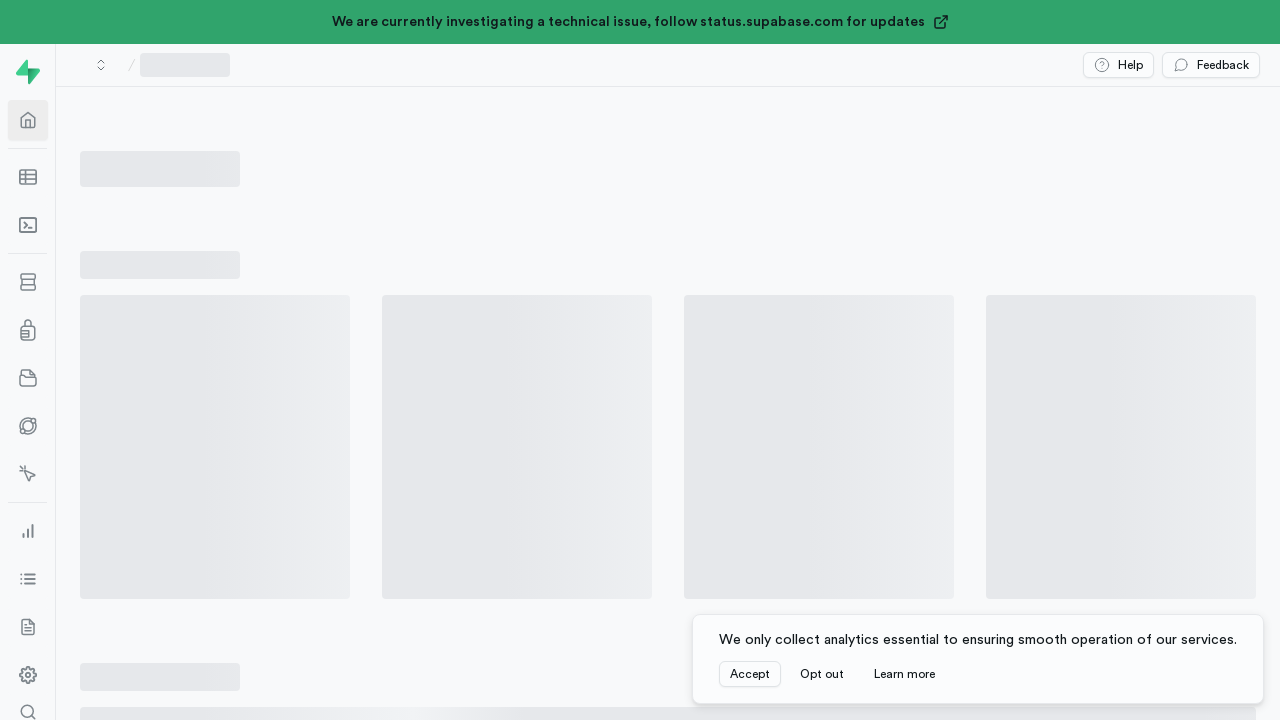 We are currently investigating a technical issue, follow status.supabase.com for updates
/
Help
Feedback
We only collect analytics essential to ensuring smooth operation of our services.
Accept
Opt out
Learn more